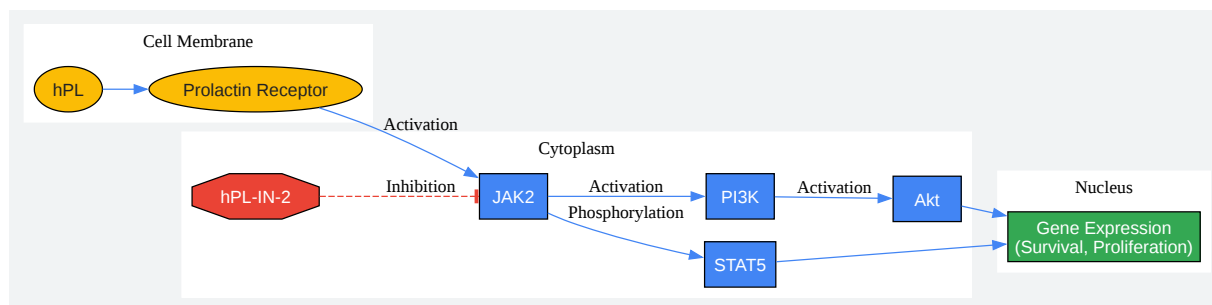 Cell Membrane
hPL
Prolactin Receptor
Activation
Cytoplasm
hPL-IN-2
Inhibition
JAK2
Activation
Phosphorylation
PI3K
Activation
Akt
STAT5
Nucleus
Gene Expression
(Survival, Proliferation)